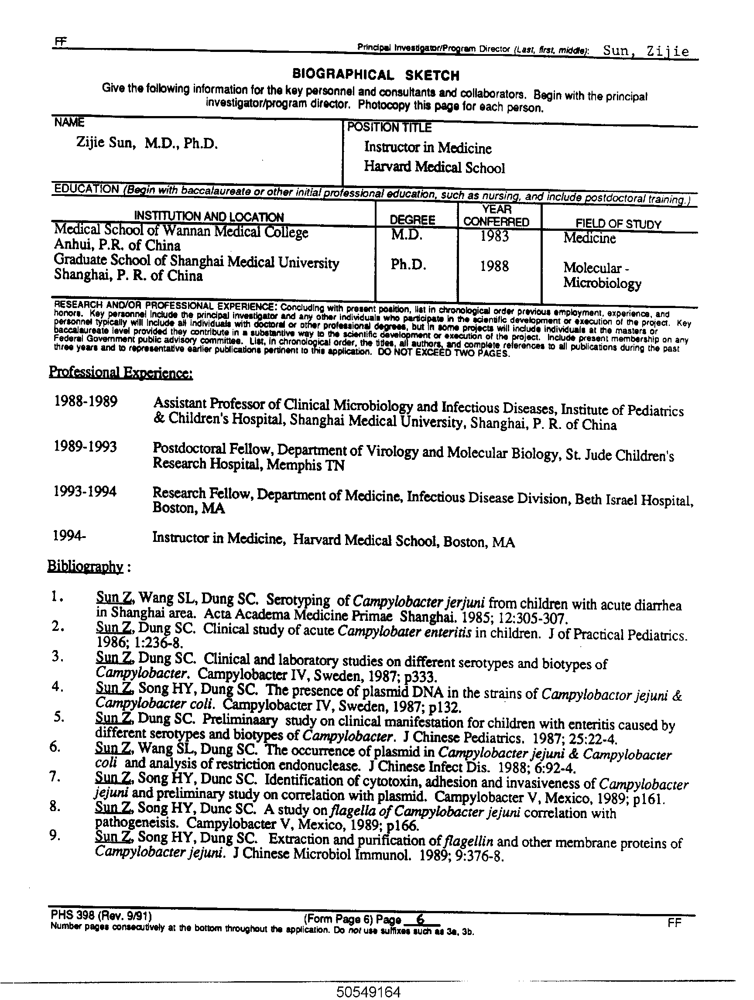 FF
Principal Investigator/Program Director (Last, first, middle): Sun, Zijie
BIOGRAPHICAL SKETCH
Give the following information for the key personnel and consultants and collaborators. Begin with the principal
investigator/program director. Photocopy this page for each person.
NAME
POSITION TITLE
Zijie Sun, M.D., Ph.D.
Instructor in Medicine
Harvard Medical School
EDUCATION (Begin with baccalaureate or other initial professional education, such as nursing, and include postdoctoral training.)
INSTITUTION AND LOCATION
DEGREE
YEAR
CONFERRED
FIELD OF STUDY
Medical School of Wannan Medical College
Anhui, P.R. of China
M.D.
1983
Medicine
Graduate School of Shanghai Medical University
Shanghai, P. R. of China
Ph.D.
1988
Molecular -
Microbiology
RESEARCH AND/OR PROFESSIONAL EXPERIENCE: Concluding with present position, list in chronological order previous employment, experience, and
honors. Key personnel include the principal investigator and any other individuals who participate in the scientific development or execution of the project. Key
personnel typically will include all individuals with doctoral or other professional degrees, but in some projects will include individuals at the masters or
baccalaureate level provided they contribute in a substantive way to the scientific development or execution of the project. Include present membership on any
Federal Government public advisory committee. List, in chronological order, the titles, all authors, and complete references to all publications during the past
three years and to representative earlier publications pertinent to this application. DO NOT EXCEED TWO PAGES.
Professional Experience:
1988-1989 Assistant Professor of Clinical Microbiology and Infectious Diseases, Institute of Pediatrics
& Children's Hospital, Shanghai Medical University, Shanghai, P. R. of China
1989-1993 Postdoctoral Fellow, Department of Virology and Molecular Biology, St. Jude Children's
Research Hospital, Memphis TN
1993-1994 Research Fellow, Department of Medicine, Infectious Disease Division, Beth Israel Hospital,
Boston, MA
1994- Instructor in Medicine, Harvard Medical School, Boston, MA
Bibliography :
1. Sun Z, Wang SL, Dung SC. Serotyping of Campylobacter jerjuni from children with acute diarrhea
in Shanghai area. Acta Academa Medicine Primae Shanghai. 1985; 12:305-307.
2. Sun Z, Dung SC. Clinical study of acute Campylobater enteritis in children. J of Practical Pediatrics.
1986; 1:236-8.
3. Sun Z, Dung SC. Clinical and laboratory studies on different serotypes and biotypes of
Campylobacter. Campylobacter IV, Sweden, 1987; p333.
4. Sun Z, Song HY, Dung SC. The presence of plasmid DNA in the strains of Campylobactor jejuni &
Campylobacter coli. Campylobacter IV, Sweden, 1987; p132.
5. Sun Z, Dung SC. Preliminaary study on clinical manifestation for children with enteritis caused by
different serotypes and biotypes of Campylobacter. J Chinese Pediatrics. 1987; 25:22-4.
6. Sun Z, Wang SL, Dung SC. The occurrence of plasmid in Campylobacter jejuni & Campylobacter
coli and analysis of restriction endonuclease. J Chinese Infect Dis. 1988; 6:92-4.
7. Sun Z, Song HY, Dunc SC. Identification of cytotoxin, adhesion and invasiveness of Campylobacter
jejuni and preliminary study on correlation with plasmid. Campylobacter V, Mexico, 1989; p161.
8. Sun Z, Song HY, Dunc SC. A study on flagella of Campylobacter jejuni correlation with
pathogeneisis. Campylobacter V, Mexico, 1989; p166.
9. Sun Z, Song HY, Dung SC. Extraction and purification of flagellin and other membrane proteins of
Campylobacter jejuni. J Chinese Microbiol Immunol. 1989; 9:376-8.
PHS 398 (Rev. 9/91) (Form Page 6) Page 6 FF
Number pages consecutively at the bottom throughout the application. Do not use suffixes such as 3a, 3b.
50549164